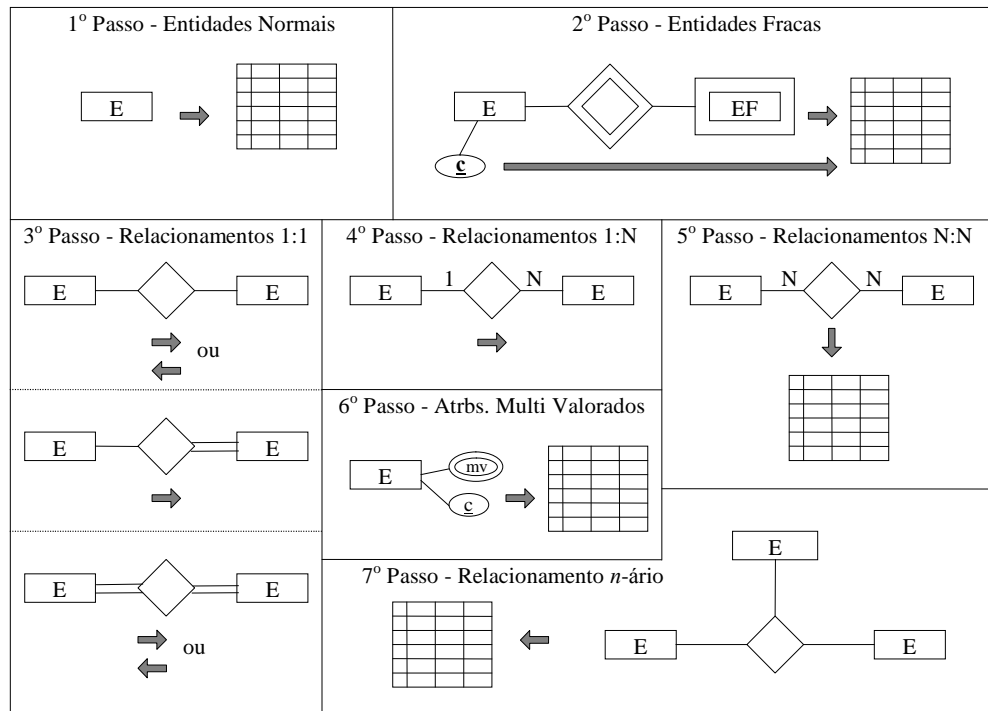 1º Passo - Entidades Normais
E
2º Passo - Entidades Fracas
E
EF
c
3º Passo - Relacionamentos 1:1
E
E
ou
E
E
E
E
ou
4º Passo - Relacionamentos 1:N
E
1
N
E
5º Passo - Relacionamentos N:N
E
N
N
E
6º Passo - Atrbs. Multi Valorados
E
mv
c
7º Passo - Relacionamento n-ário
E
E
E